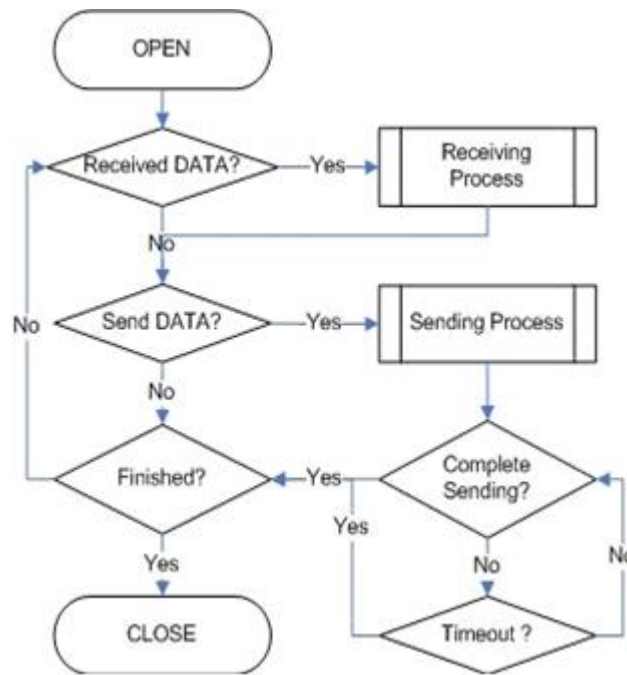 OPEN
Received DATA?
Yes
Receiving
Process
No
Send DATA?
Yes
Sending Process
No
No
Finished?
Yes
Complete
Sending?
Yes
No
No
Yes
CLOSE
Timeout ?